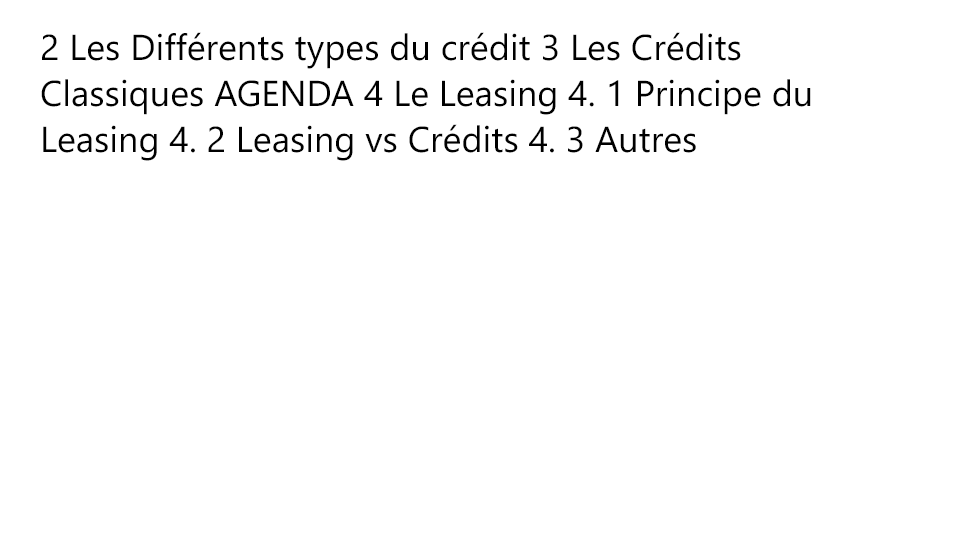 2 Les Différents types du crédit 3 Les Crédits
Classiques AGENDA 4 Le Leasing 4. 1 Principe du
Leasing 4. 2 Leasing vs Crédits 4. 3 Autres